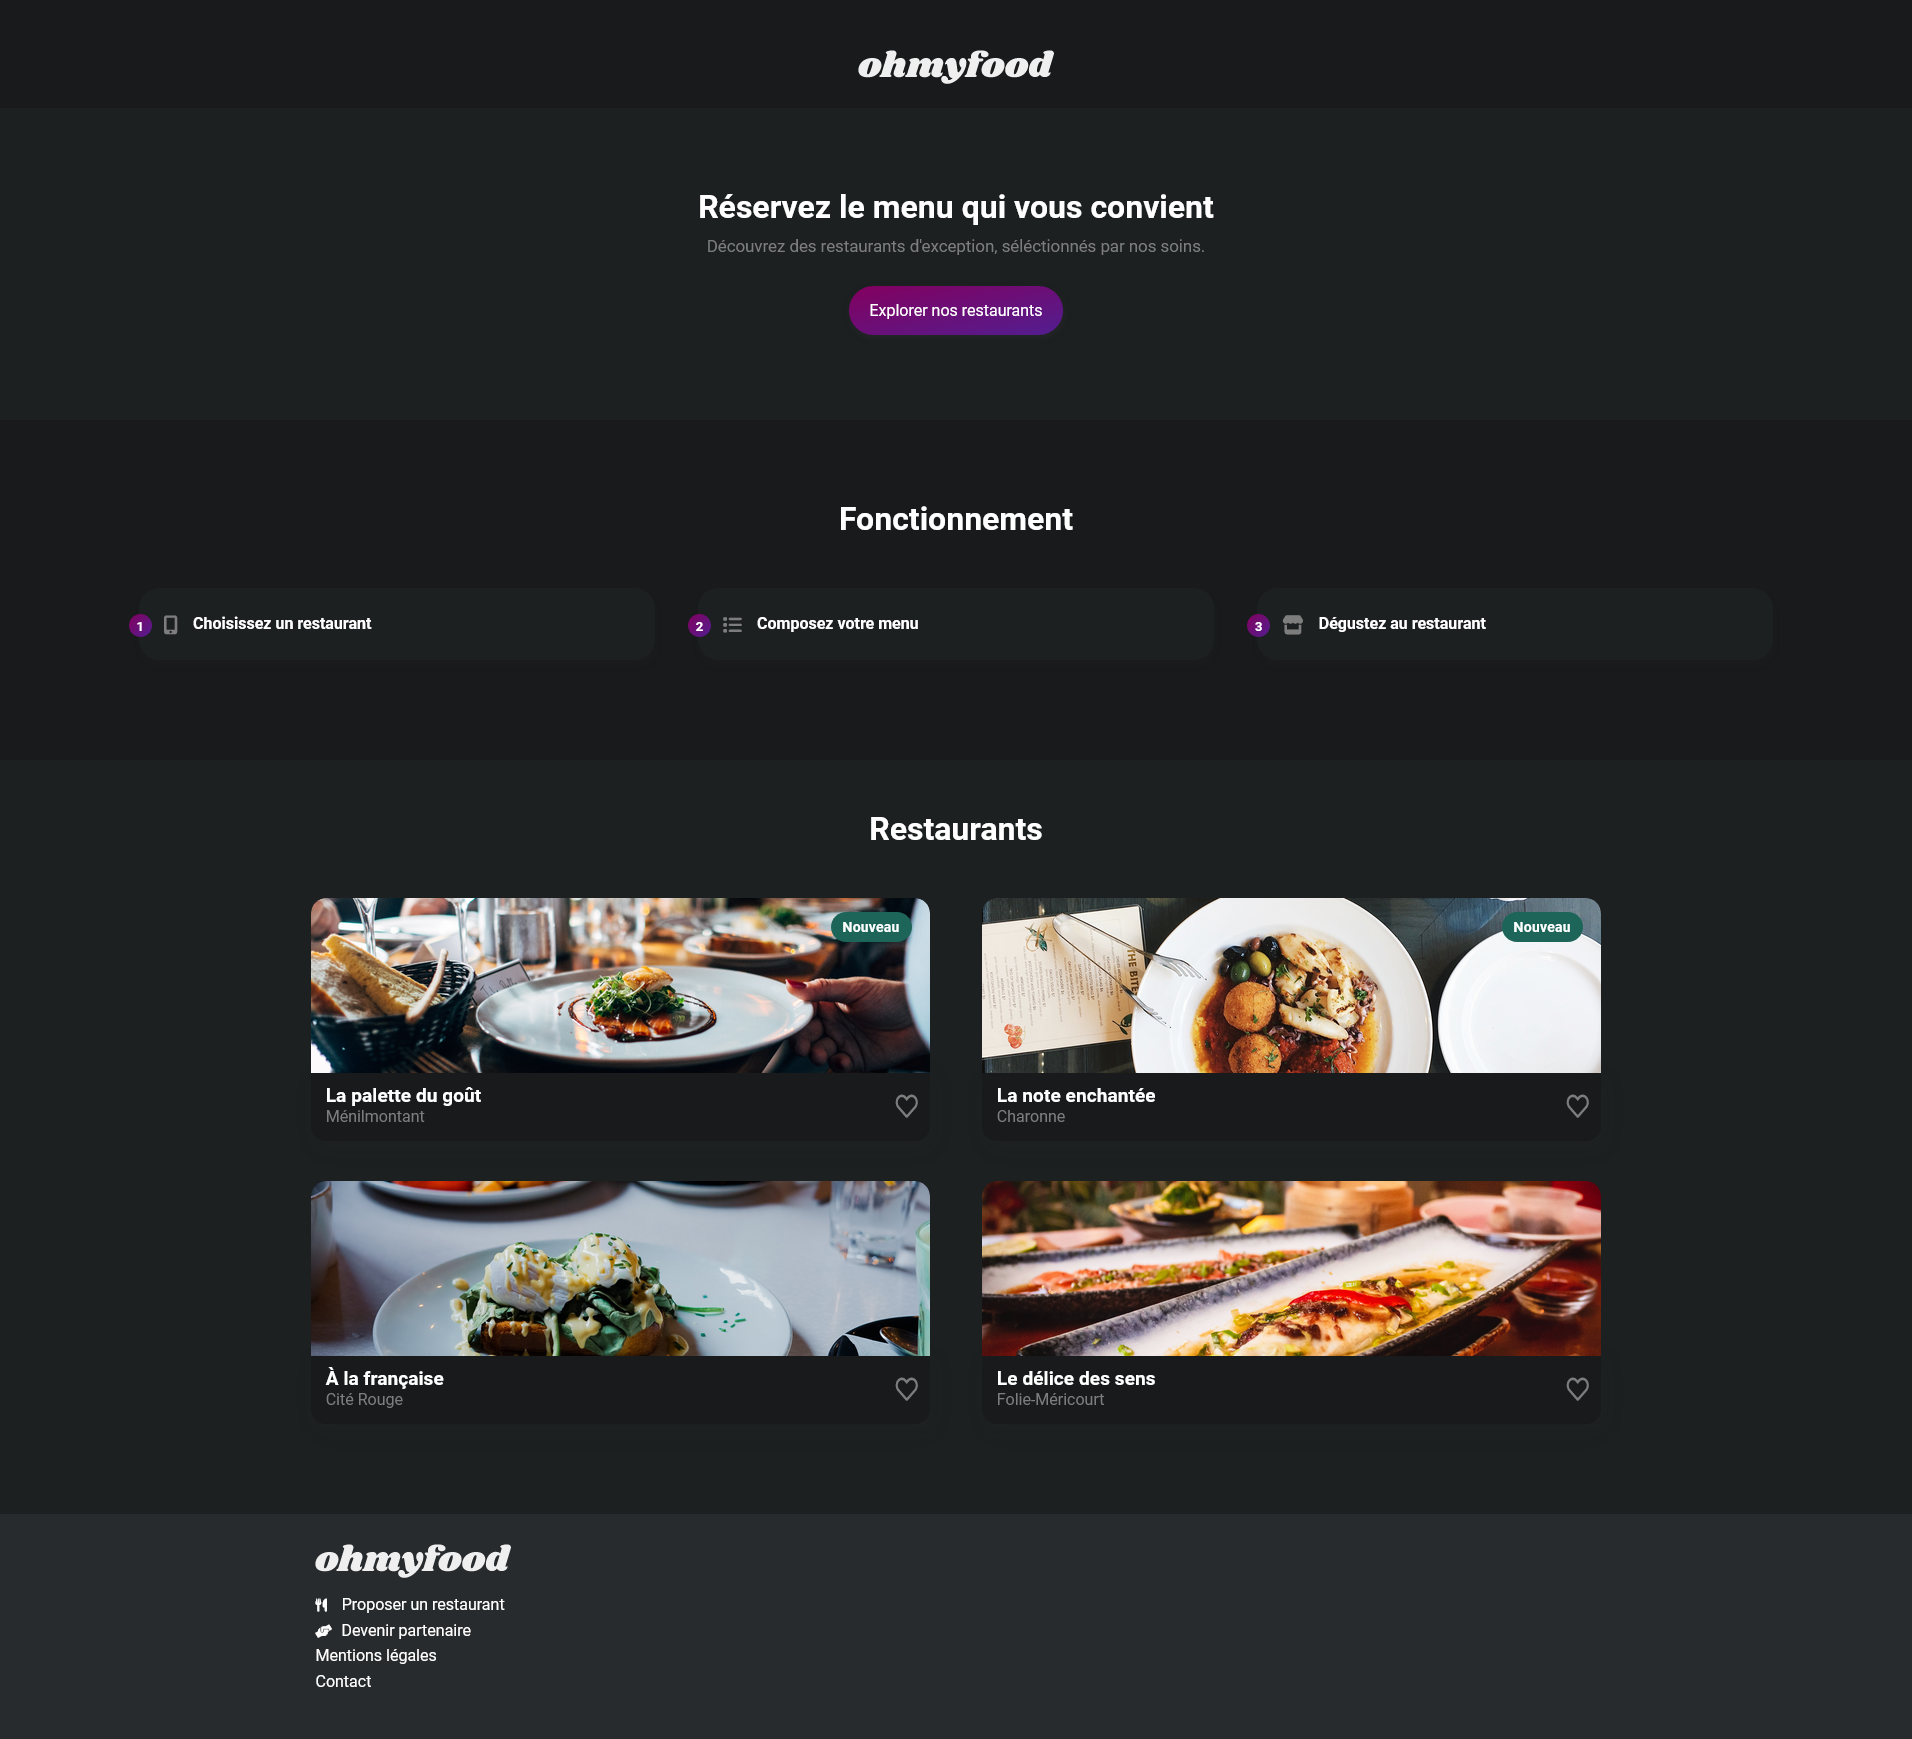 ohmyfood
Réservez le menu qui vous convient
Découvrez des restaurants d'exception, séléctionnés par nos soins.
Explorer nos restaurants
Fonctionnement
1 Choisissez un restaurant
2 Composez votre menu
3 Dégustez au restaurant
Restaurants
Nouveau
La palette du goût
Ménilmontant
Nouveau
THE BITE
La note enchantée
Charonne
À la française
Cité Rouge
Le délice des sens
Folie-Méricourt
ohmyfood
Proposer un restaurant
Devenir partenaire
Mentions légales
Contact